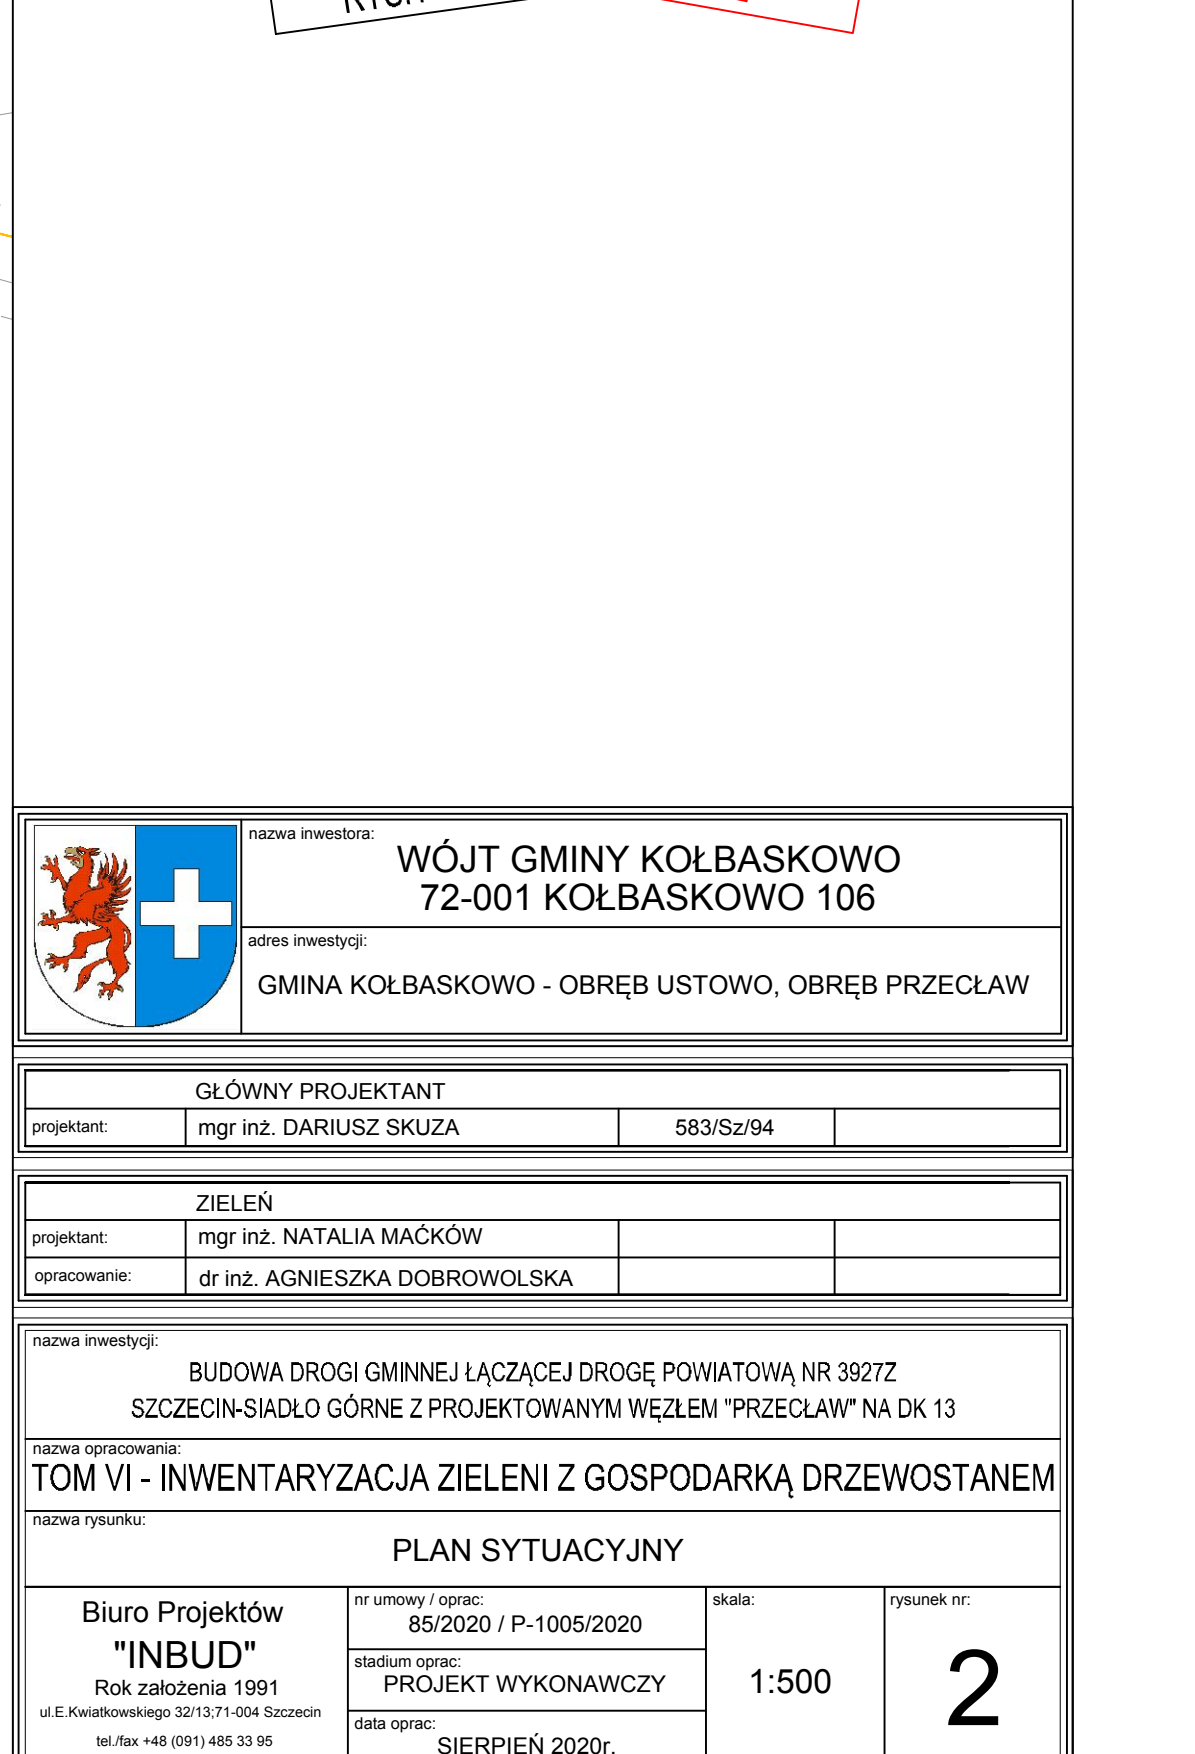 nazwa inwestora:
WÓJT GMINY KOŁBASKOWO
72-001 KOŁBASKOWO 106
adres inwestycji:
GMINA KOŁBASKOWO - OBRĘB USTOWO, OBRĘB PRZECŁAW
GŁÓWNY PROJEKTANT
projektant: mgr inż. DARIUSZ SKUZA 583/Sz/94
ZIELEŃ
projektant: mgr inż. NATALIA MAĆKÓW
opracowanie: dr inż. AGNIESZKA DOBROWOLSKA
nazwa inwestycji:
BUDOWA DROGI GMINNEJ ŁĄCZĄCEJ DROGĘ POWIATOWĄ NR 3927Z
SZCZECIN-SIADŁO GÓRNE Z PROJEKTOWANYM WĘZŁEM "PRZECŁAW" NA DK 13
nazwa opracowania:
TOM VI - INWENTARYZACJA ZIELENI Z GOSPODARKĄ DRZEWOSTANEM
nazwa rysunku:
PLAN SYTUACYJNY
Biuro Projektów
"INBUD"
Rok założenia 1991
ul.E.Kwiatkowskiego 32/13;71-004 Szczecin
tel./fax +48 (091) 485 33 95
nr umowy / oprac:
85/2020 / P-1005/2020
stadium oprac:
PROJEKT WYKONAWCZY
data oprac:
SIERPIEŃ 2020r.
skala:
1:500
rysunek nr:
2